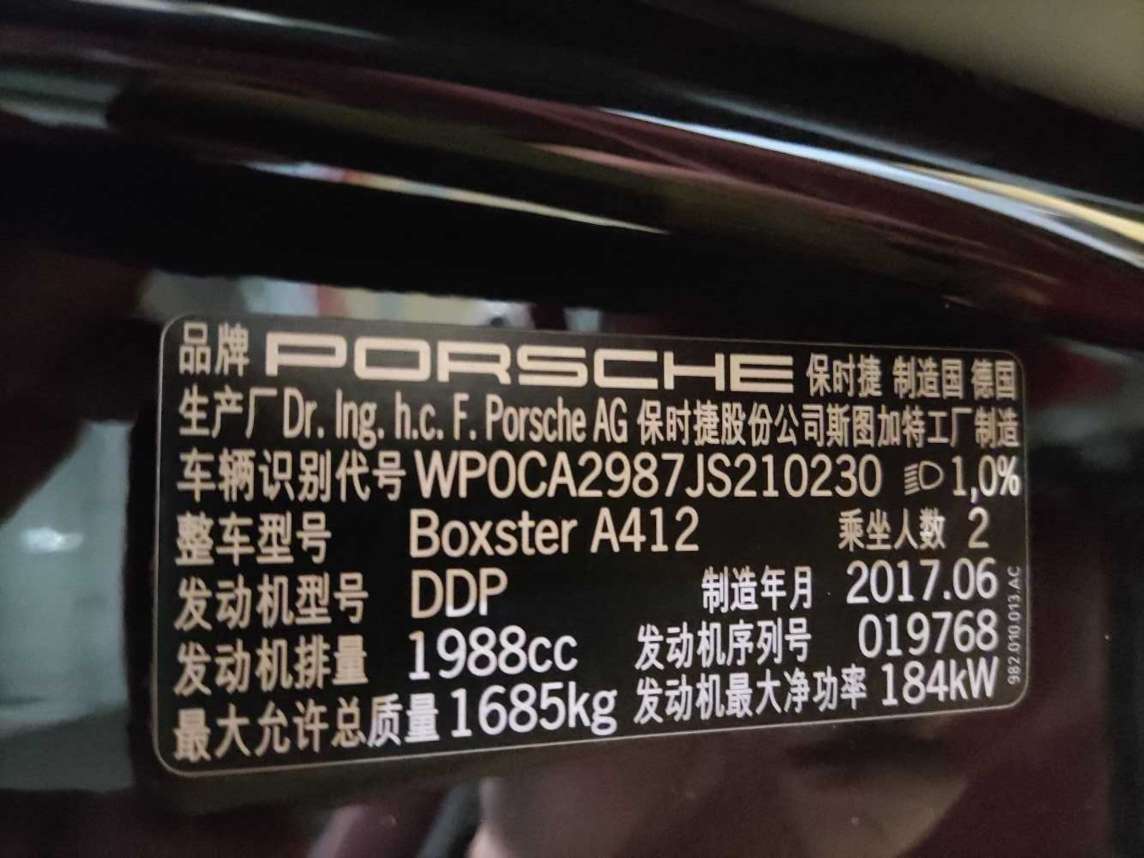 品牌 PORSCHE 保时捷 制造国 德国
生产厂 Dr. Ing. h.c. F. Porsche AG 保时捷股份公司斯图加特工厂制造
车辆识别代号 WP0CA2987JS210230 1,0%
整车型号 Boxster A412 乘坐人数 2
发动机型号 DDP 制造年月 2017.06
发动机排量 1988cc 发动机序列号 019768
最大允许总质量 1685kg 发动机最大净功率 184kW
982.010.013.AC